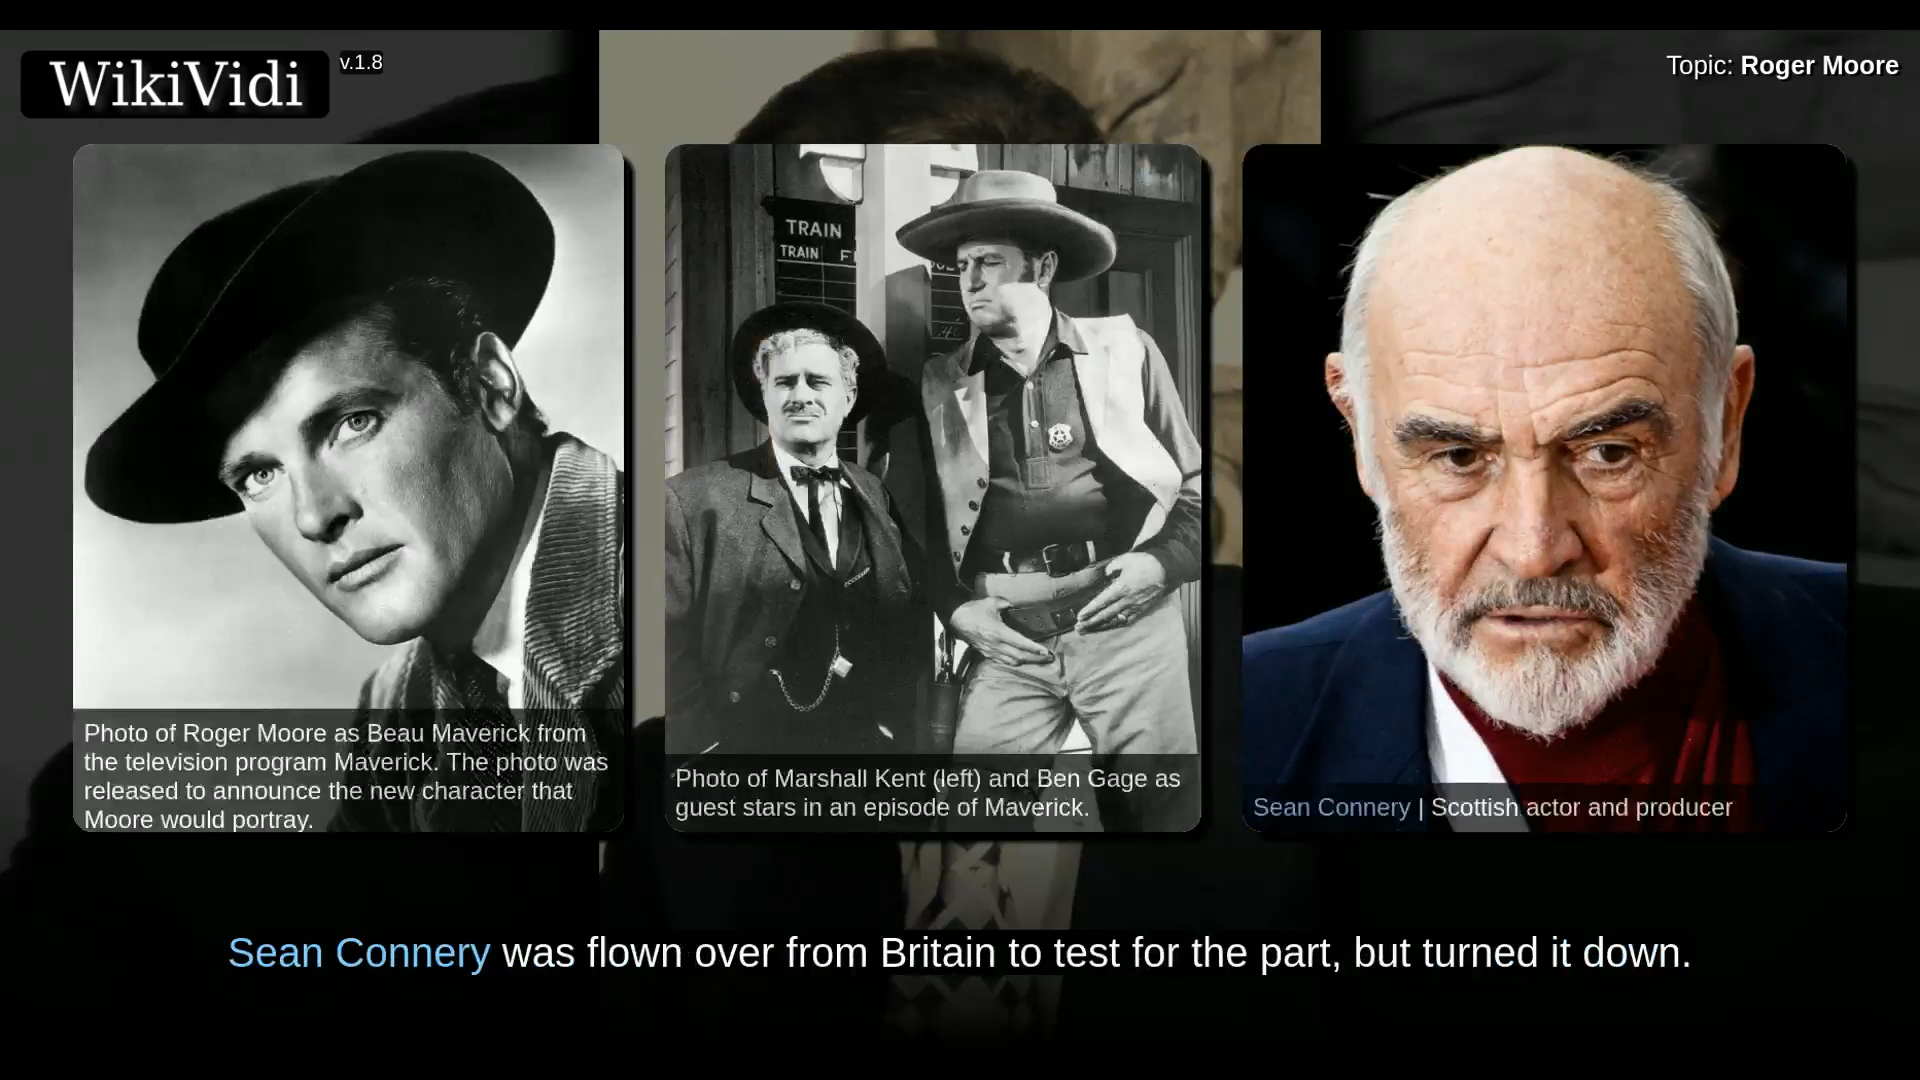 WikiVidi
v.1.8
Topic: Roger Moore
TRAIN
TRAIN
Photo of Roger Moore as Beau Maverick from
the television program Maverick. The photo was
released to announce the new character that
Moore would portray.
Photo of Marshall Kent (left) and Ben Gage as
guest stars in an episode of Maverick.
Sean Connery | Scottish actor and producer
Sean Connery was flown over from Britain to test for the part, but turned it down.